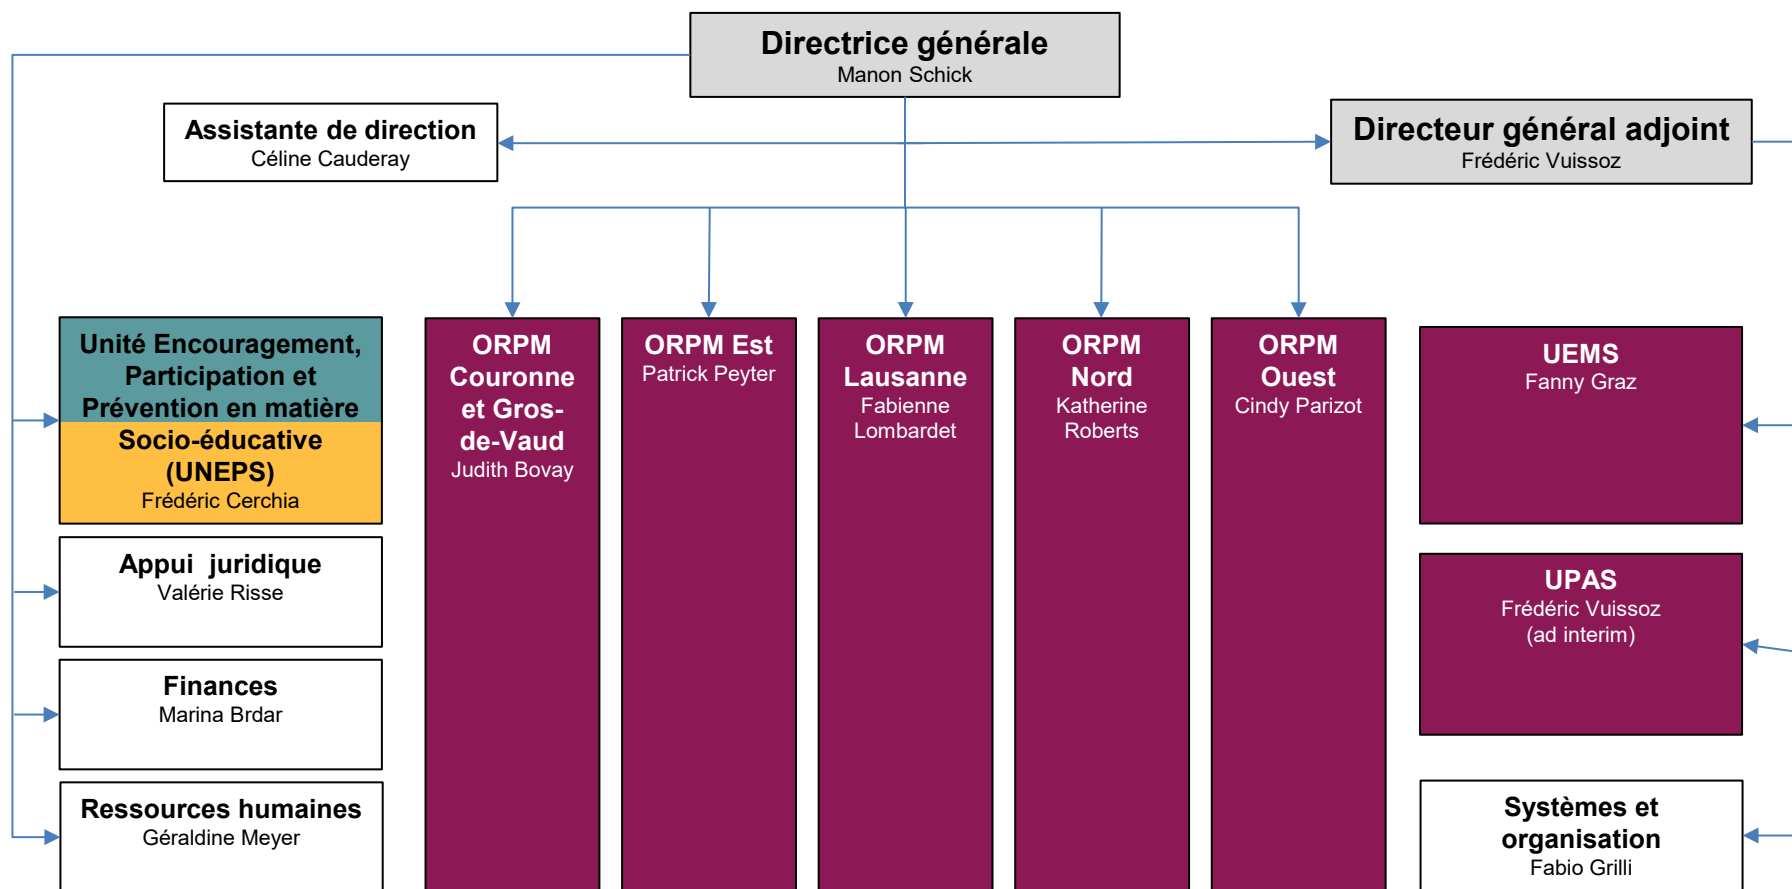 Directrice générale
Manon Schick
Assistante de direction
Céline Cauderay
Directeur général adjoint
Frédéric Vuissoz
Unité Encouragement,
Participation et
Prévention en matière
Socio-éducative
(UNEPS)
Frédéric Cerchia
Appui juridique
Valérie Risse
Finances
Marina Brdar
Ressources humaines
Géraldine Meyer
ORPM
Couronne
et Gros-
de-Vaud
Judith Bovay
ORPM Est
Patrick Peyter
ORPM
Lausanne
Fabienne
Lombardet
ORPM
Nord
Katherine
Roberts
ORPM
Ouest
Cindy Parizot
UEMS
Fanny Graz
UPAS
Frédéric Vuissoz
(ad interim)
Systèmes et
organisation
Fabio Grilli